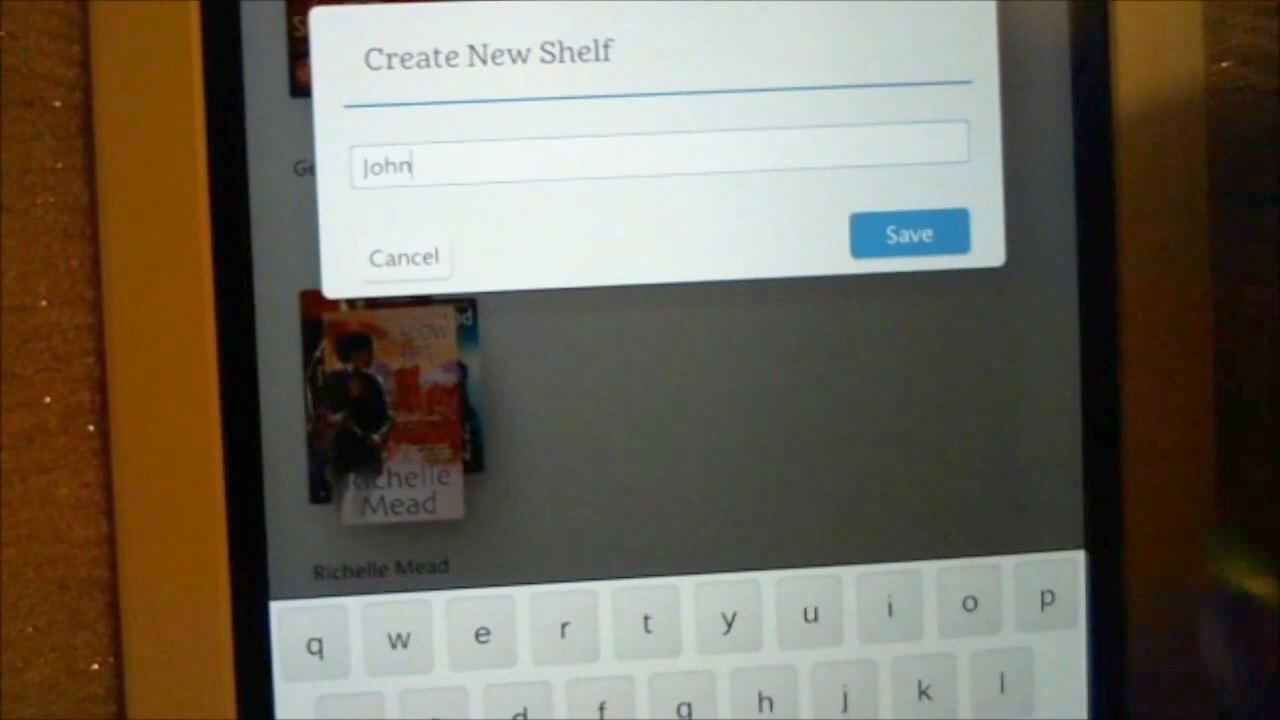 Create New Shelf
John
Cancel
Save
Richelle
Mead
Richelle Mead
q w e r t y u i o p
d f g h j k l